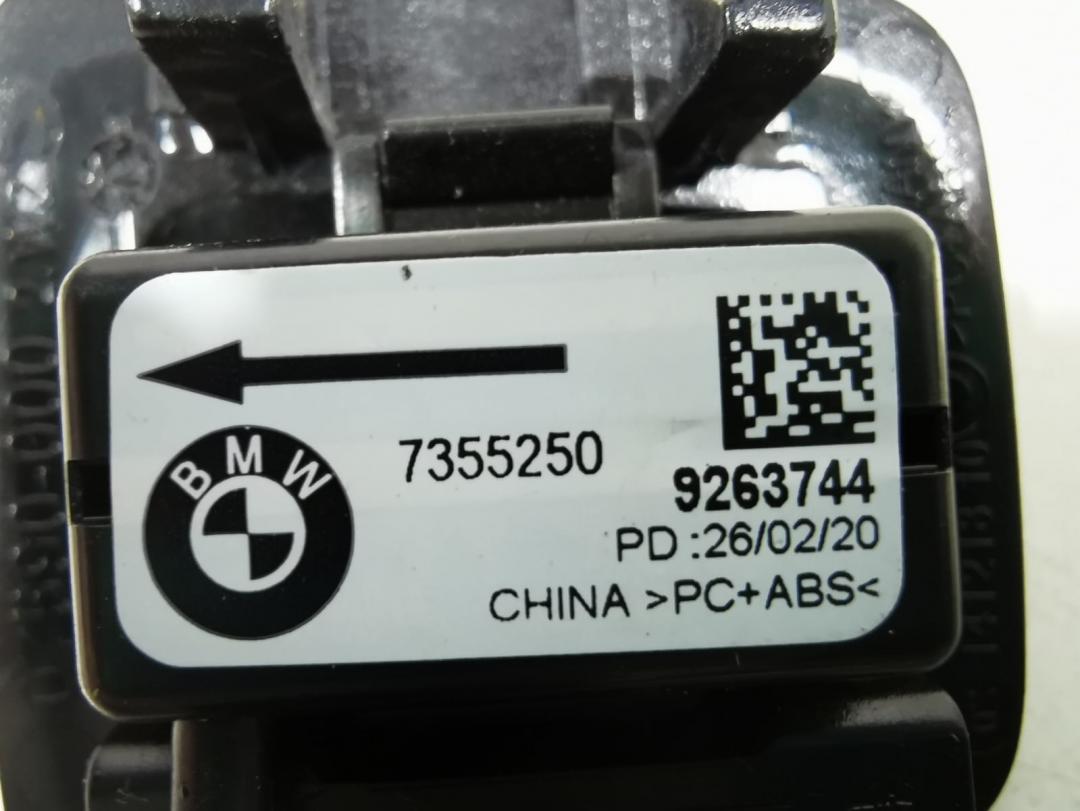 BMW
7355250
9263744
PD :26/02/20
CHINA >PC+ABS<